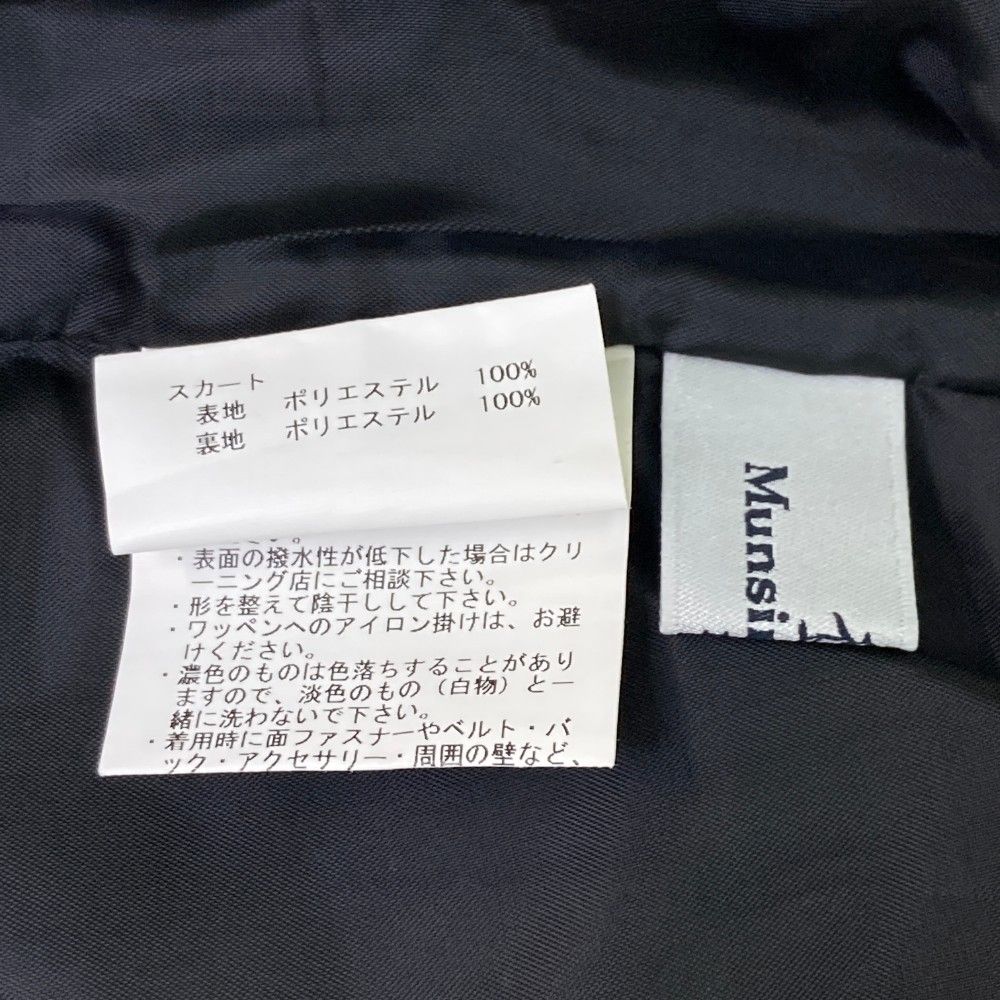 スカート
表地 ポリエステル 100%
裏地 ポリエステル 100%
・表面の撥水性が低下した場合はクリ
ーニング店にご相談下さい。
・形を整えて陰干しして下さい。
・ワッペンへのアイロン掛けは、お避
けください。
・濃色のものは色落ちすることがあり
ますので、淡色のもの（白物）と一
緒に洗わないで下さい。
・着用時に面ファスナーやベルト・バ
ック・アクセサリー・周囲の壁など、
Munsi